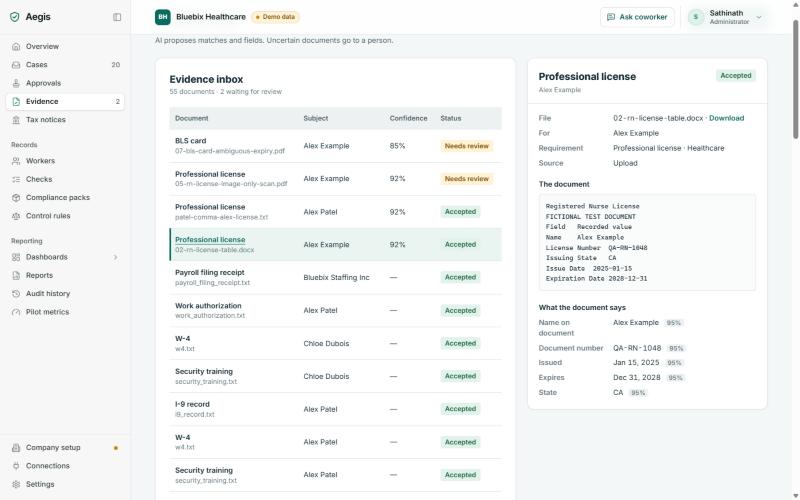 Aegis
Overview
Cases 20
Approvals
Evidence 2
Tax notices
Records
Workers
Checks
Compliance packs
Control rules
Reporting
Dashboards
Reports
Audit history
Pilot metrics
Company setup
Connections
Settings
BH Bluebix Healthcare Demo data
Ask coworker
S Sathinath
Administrator
AI proposes matches and fields. Uncertain documents go to a person.
Evidence inbox
55 documents · 2 waiting for review
Document Subject Confidence Status
BLS card
07-bls-card-ambiguous-expiry.pdf
Alex Example 85% Needs review
Professional license
05-rn-license-image-only-scan.pdf
Alex Example 92% Needs review
Professional license
patel-comma-alex-license.txt
Alex Patel 92% Accepted
Professional license
02-rn-license-table.docx
Alex Example 92% Accepted
Payroll filing receipt
payroll_filing_receipt.txt
Bluebix Staffing Inc — Accepted
Work authorization
work_authorization.txt
Alex Patel — Accepted
W-4
w4.txt
Chloe Dubois — Accepted
Security training
security_training.txt
Chloe Dubois — Accepted
I-9 record
i9_record.txt
Alex Patel — Accepted
W-4
w4.txt
Alex Patel — Accepted
Security training
security_training.txt
Alex Patel — Accepted
Professional license Accepted
Alex Example
File 02-rn-license-table.docx · Download
For Alex Example
Requirement Professional license · Healthcare
Source Upload
The document
Registered Nurse License
FICTIONAL TEST DOCUMENT
Field Recorded value
Name Alex Example
License Number QA-RN-1048
Issuing State CA
Issue Date 2025-01-15
Expiration Date 2028-12-31
What the document says
Name on document Alex Example 95%
Document number QA-RN-1048 95%
Issued Jan 15, 2025 95%
Expires Dec 31, 2028 95%
State CA 95%